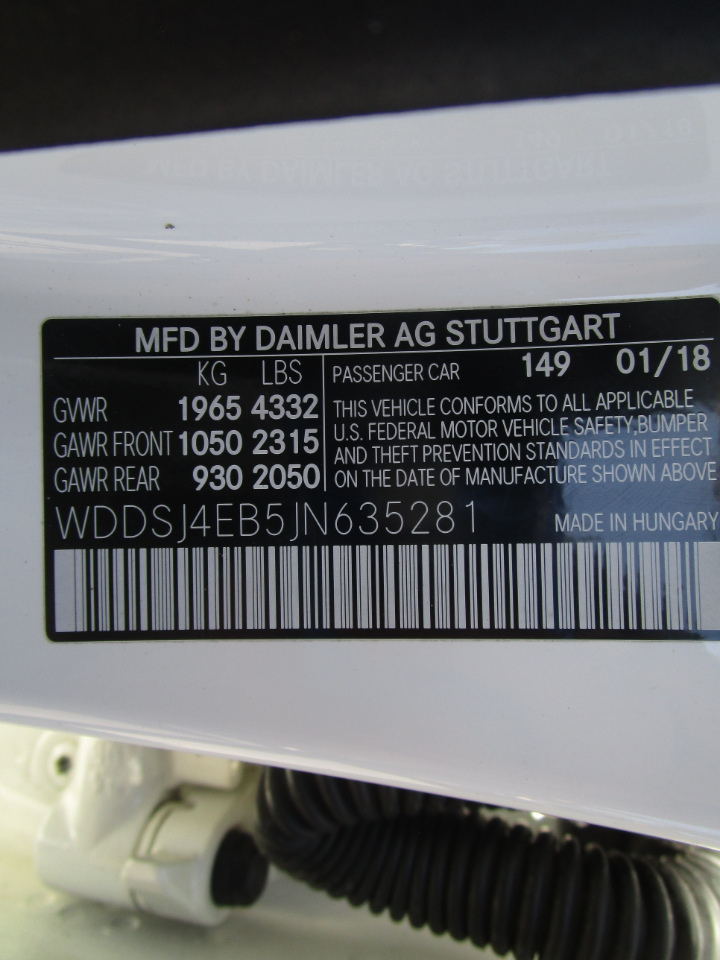 MFD BY DAIMLER AG STUTTGART
KG LBS
GVWR 1965 4332
GAWR FRONT 1050 2315
GAWR REAR 930 2050
PASSENGER CAR 149 01/18
THIS VEHICLE CONFORMS TO ALL APPLICABLE
U.S. FEDERAL MOTOR VEHICLE SAFETY,BUMPER
AND THEFT PREVENTION STANDARDS IN EFFECT
ON THE DATE OF MANUFACTURE SHOWN ABOVE
WDDSJ4EB5JN635281 MADE IN HUNGARY